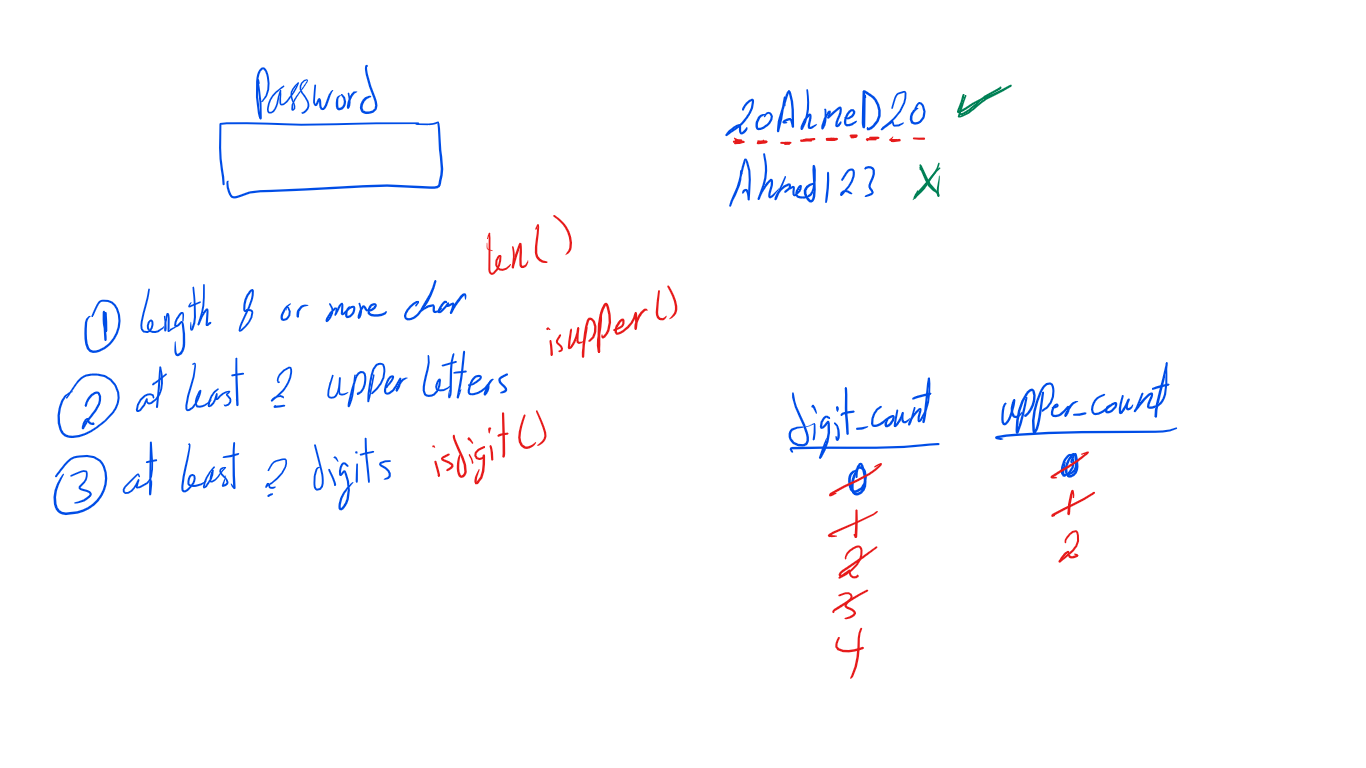 Password
20AhmeD20 ✓
Ahmed123 X
len()
① length 8 or more char
isupper()
② at least 2 upper letters
isdigit()
③ at least 2 digits
digit_count
upper_count
0
1
2
3
4
0
1
2